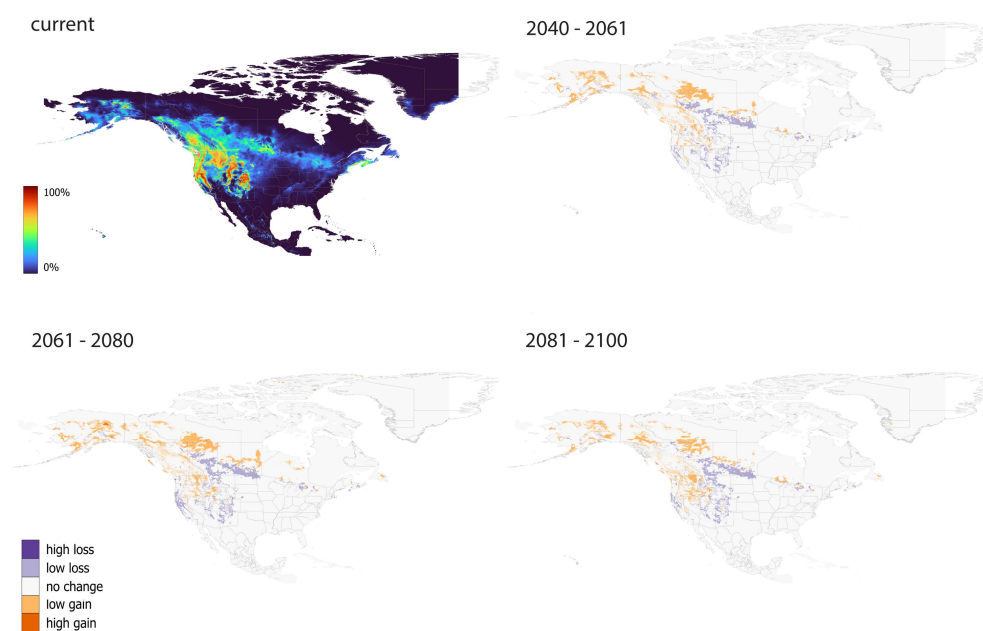 current
2040 - 2061
100%
0%
2061 - 2080
2081 - 2100
high loss
low loss
no change
low gain
high gain